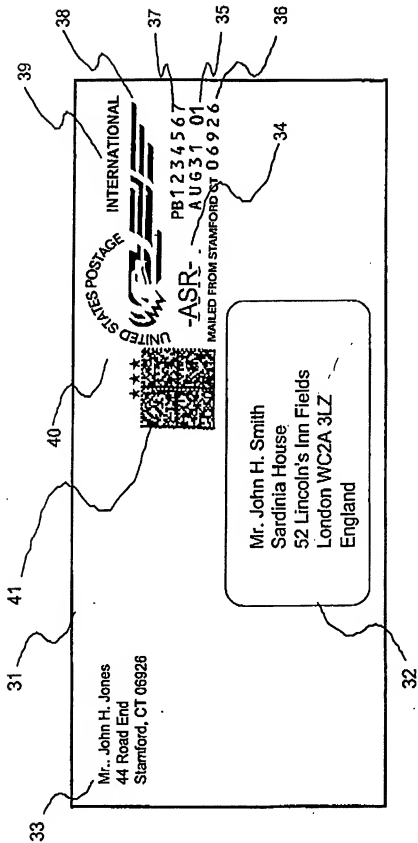 39
38
37
35
36
34
40
41
31
33
32
Mr.. John H. Jones
44 Road End
Stamford, CT 06926
UNITED STATES POSTAGE
INTERNATIONAL
PB1234567
-ASR-
AUG31 01
MAILED FROM STAMFORD CT 06926
Mr. John H. Smith
Sardinia House
52 Lincoln's Inn Fields
London WC2A 3LZ
England